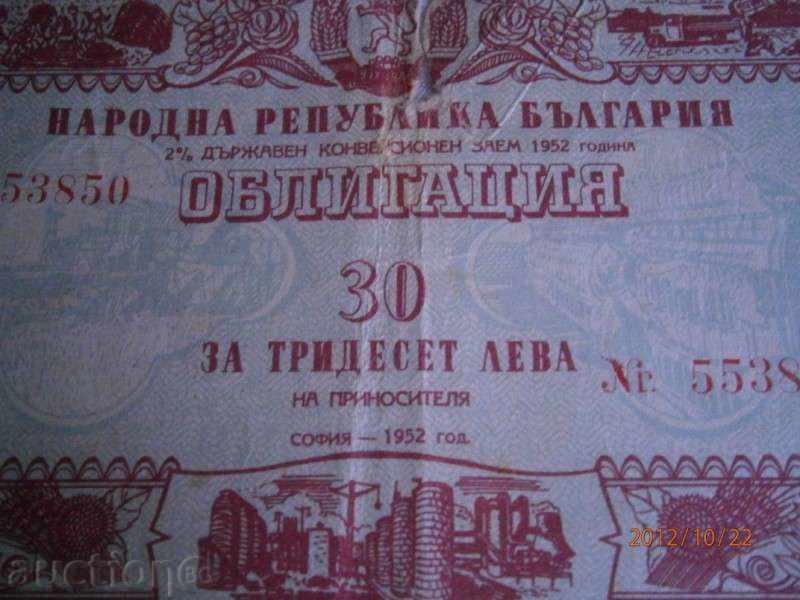 НАРОДНА РЕПУБЛИКА БЪЛГАРИЯ
2% ДЪРЖАВЕН КОНВЕРСИОНЕН ЗАЕМ 1952 ГОДИНА
53850
ОБЛИГАЦИЯ
30
ЗА ТРИДЕСЕТ ЛЕВА
№. 5538
НА ПРИНОСИТЕЛЯ
СОФИЯ — 1952 ГОД.
2012/10/22
auction